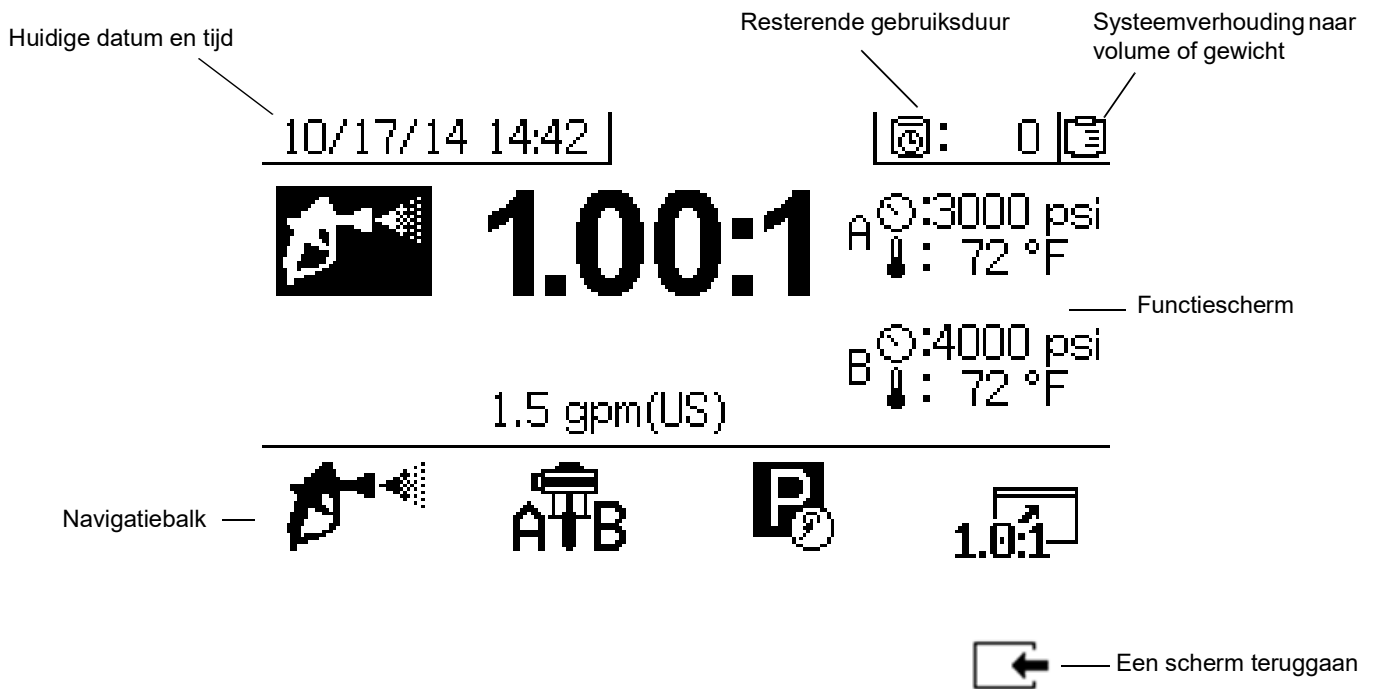 Huidige datum en tijd
Resterende gebruiksduur
Systeemverhouding naar
volume of gewicht
10/17/14 14:42
: 0
1.00:1
A :3000 psi
: 72 °F
Functiescherm
B :4000 psi
: 72 °F
1.5 gpm(US)
Navigatiebalk
A B
P
1.0:1
Een scherm teruggaan